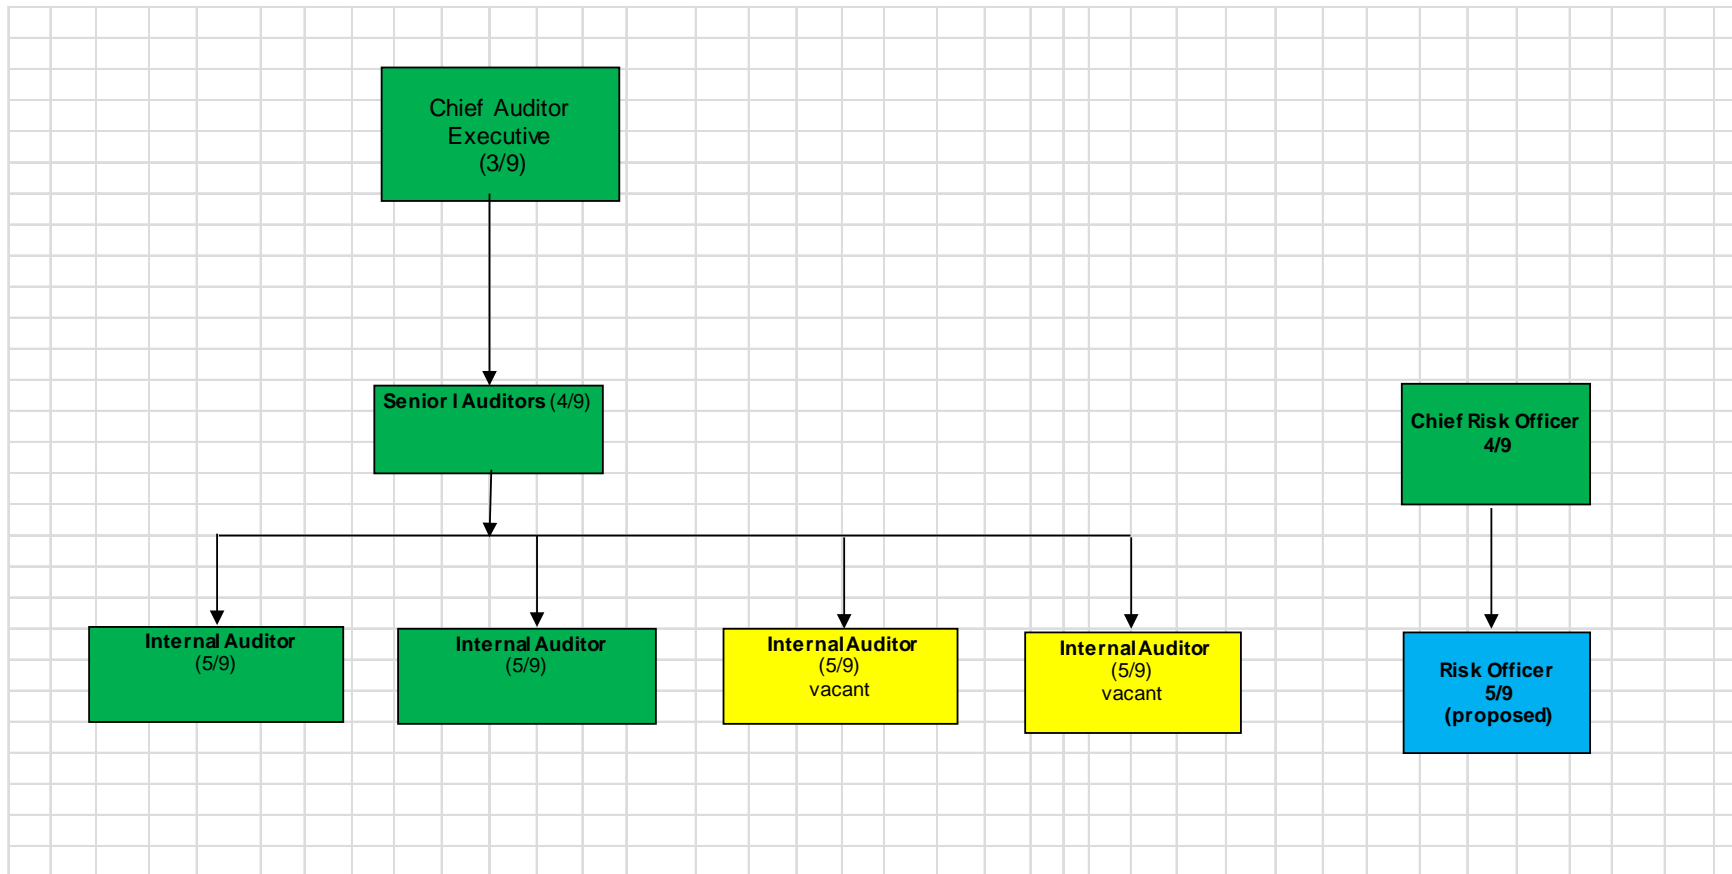 Chief Auditor
Executive
(3/9)
Senior I Auditors (4/9)
Chief Risk Officer
4/9
Internal Auditor
(5/9)
Internal Auditor
(5/9)
Internal Auditor
(5/9)
vacant
Internal Auditor
(5/9)
vacant
Risk Officer
5/9
(proposed)